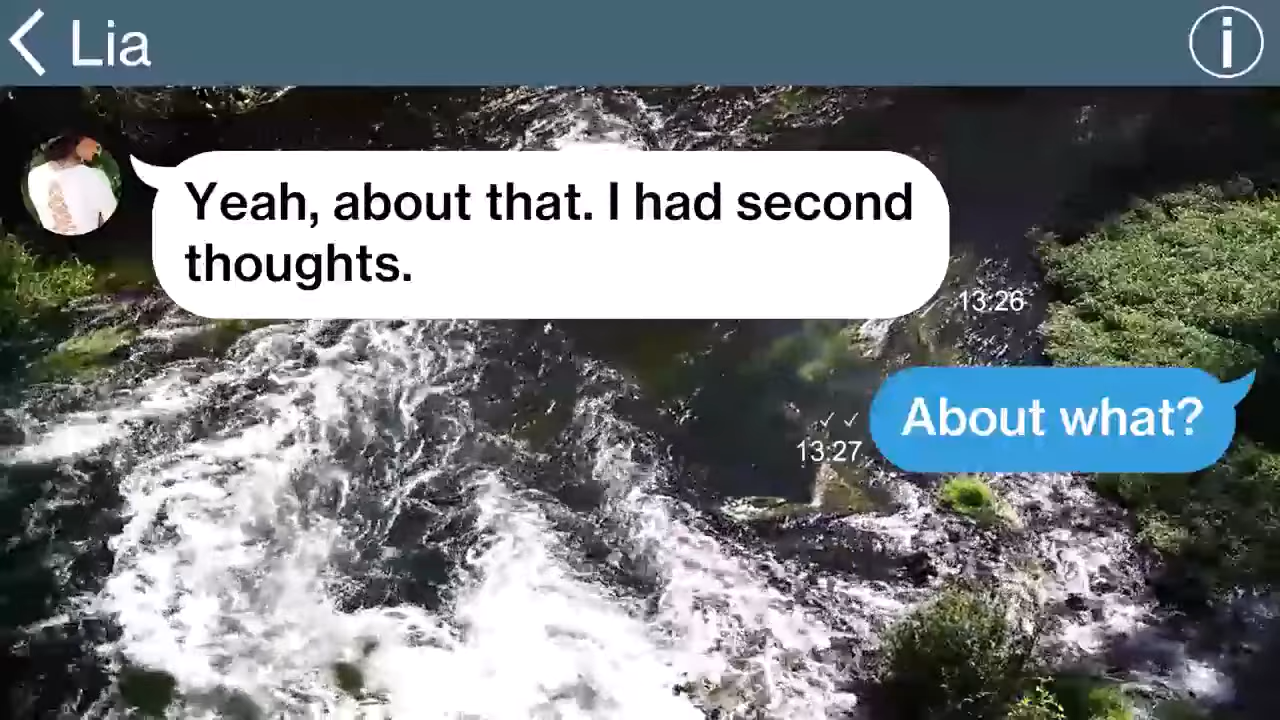 Lia
Yeah, about that. I had second
thoughts.
13:26
About what?
13:27